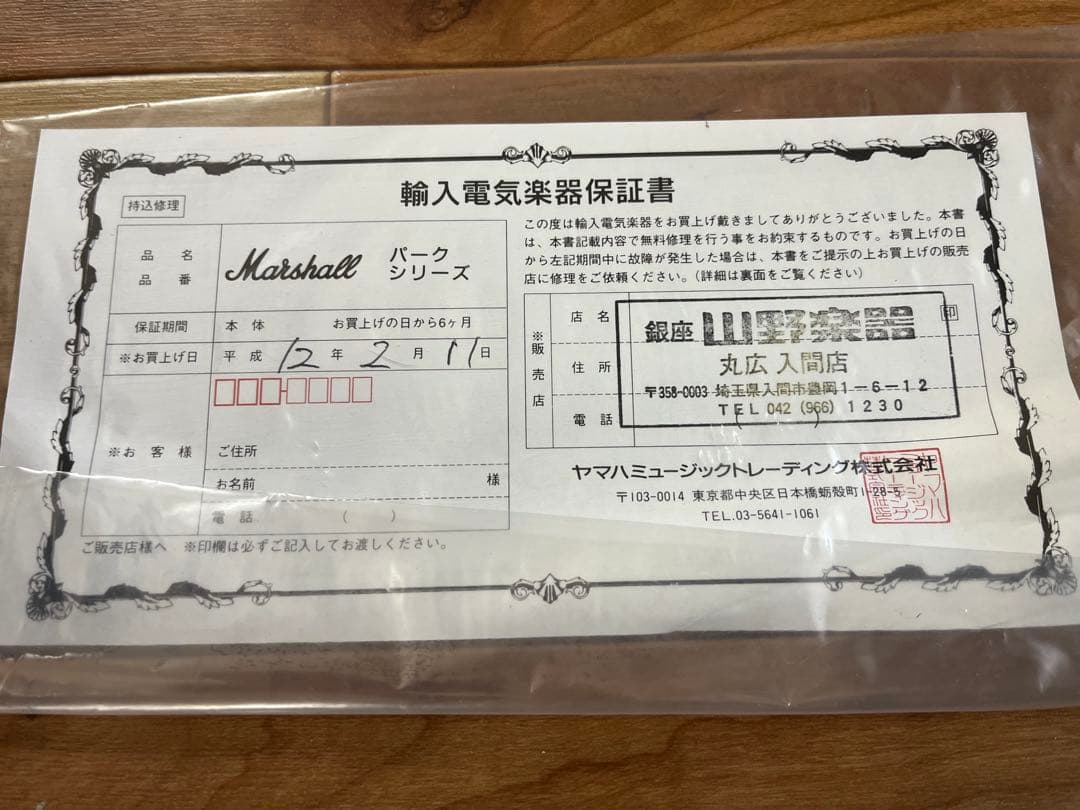 輸入電気楽器保証書
持込修理
品名
品番
Marshall パークシリーズ
保証期間 本体 お買上げの日から6ヶ月
※お買上げ日 平成 12 年 2 月 11 日
※お客様
ご住所
お名前 様
電話 ( )
ご販売店様へ ※印欄は必ずご記入してお渡しください。
この度は輸入電気楽器をお買上げ戴きましてありがとうございました。本書
は、本書記載内容で無料修理を行う事をお約束するものです。お買上げの日
から左記期間中に故障が発生した場合は、本書をご提示の上お買上げの販売
店に修理をご依頼ください。(詳細は裏面をご覧ください)
※販売店
店名 印
住所
電話 ( )
銀座 山野楽器
丸広 入間店
〒358-0003 埼玉県入間市豊岡1-6-12
TEL 042 (966) 1230
ヤマハミュージックトレーディング株式会社
〒103-0014 東京都中央区日本橋蛎殻町1-28-5
TEL.03-5641-1061